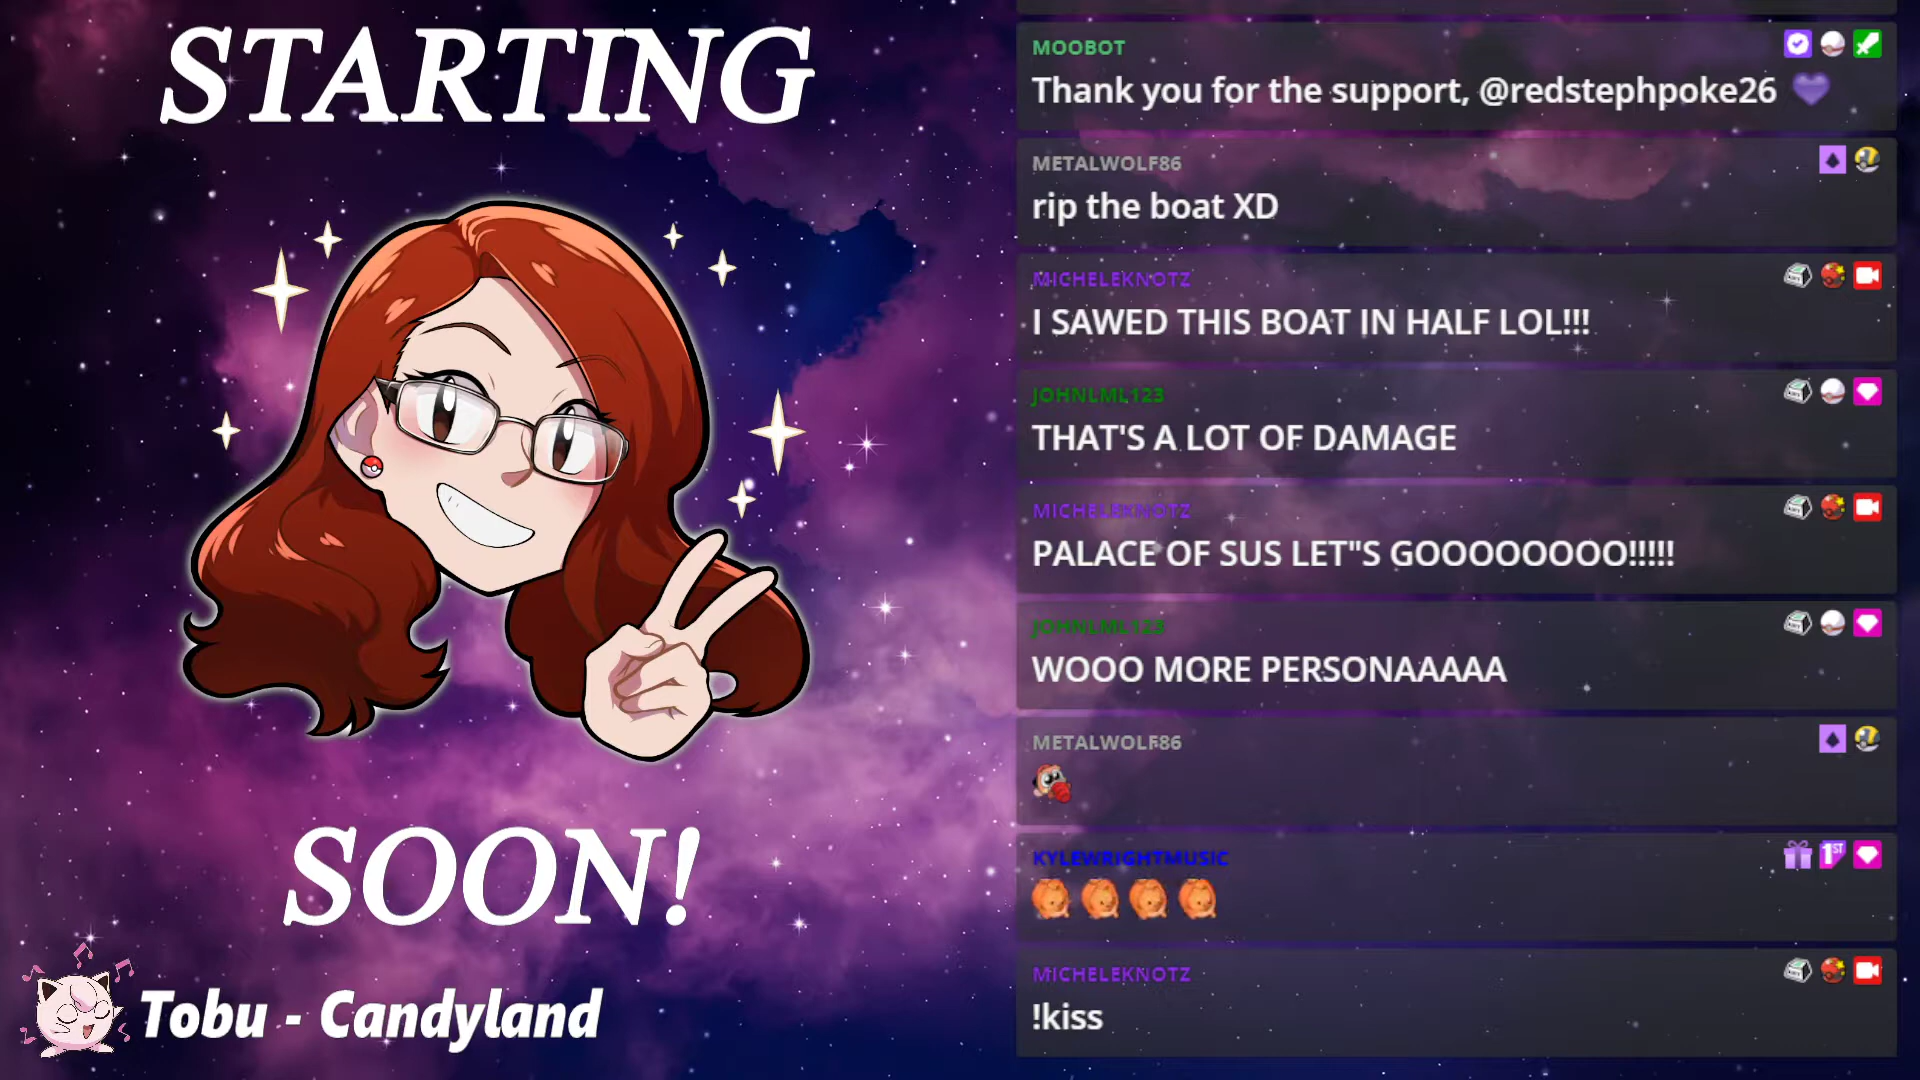 STARTING
SOON!
Tobu - Candyland
MOOBOT
Thank you for the support, @redstephpoke26
METALWOLF86
rip the boat XD
MICHELEKNOTZ
I SAWED THIS BOAT IN HALF LOL!!!
JOHNLML123
THAT'S A LOT OF DAMAGE
MICHELEKNOTZ
PALACE OF SUS LET"S GOOOOOOOO!!!!!
JOHNLML123
WOOO MORE PERSONAAAAA
METALWOLF86
KYLEWRIGHTMUSIC
1ST
MICHELEKNOTZ
!kiss